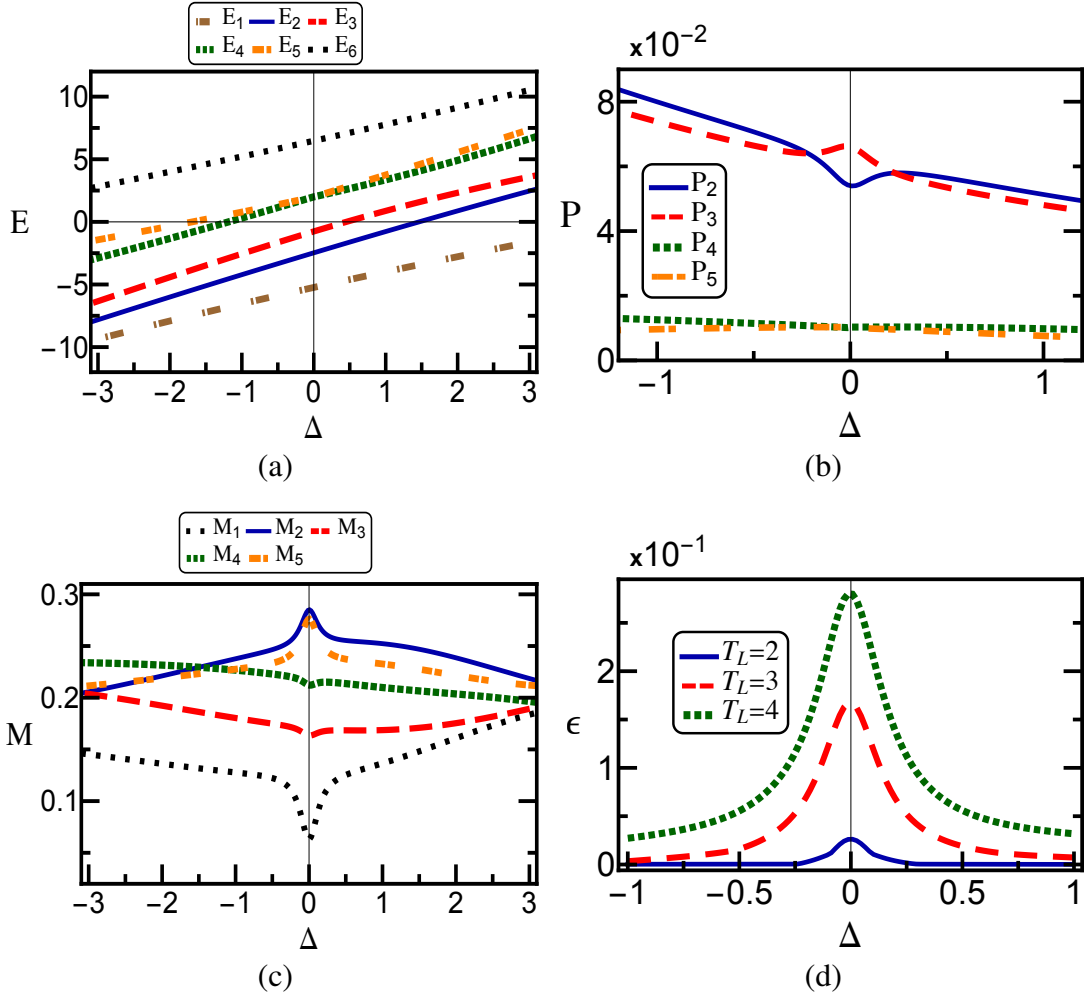 E₁ E₂ E₃
E₄ E₅ E₆
10
5
0
−5
−10
E
−3 −2 −1 0 1 2 3
Δ
(a)
x10⁻²
8
4
0
P
P₂
P₃
P₄
P₅
−1 0 1
Δ
(b)
M₁ M₂ M₃
M₄ M₅
0.3
0.2
0.1
M
−3 −2 −1 0 1 2 3
Δ
(c)
x10⁻¹
2
1
0
ϵ
T_L=2
T_L=3
T_L=4
−1 −0.5 0 0.5 1
Δ
(d)